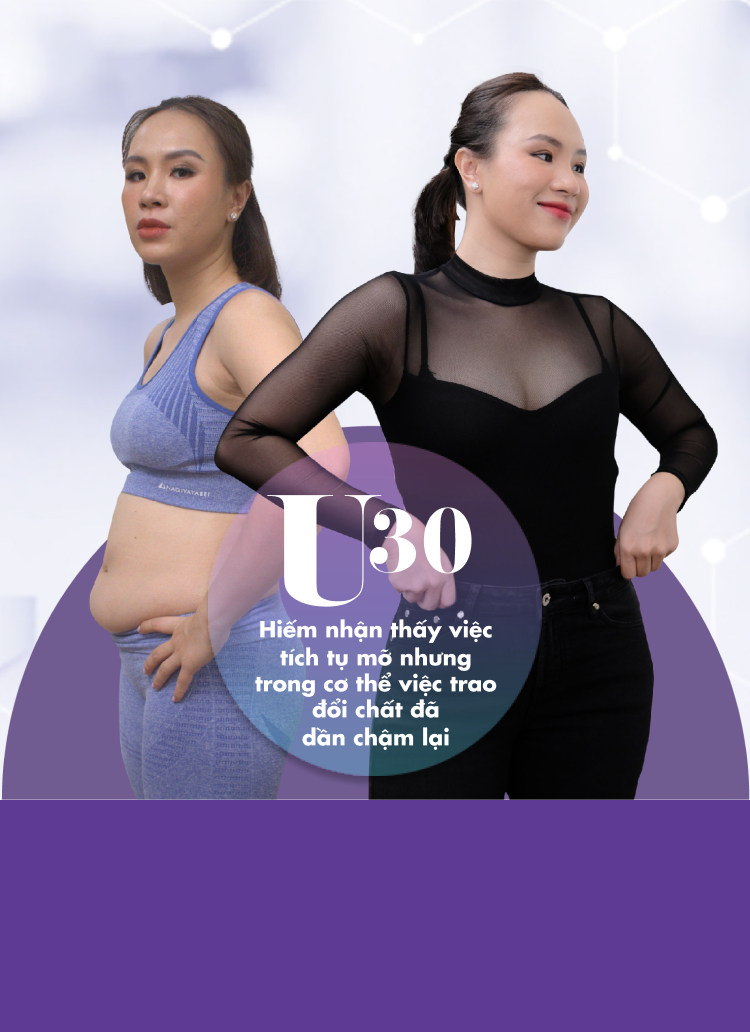 U30
Hiếm nhận thấy việc
tích tụ mỡ nhưng
trong cơ thể việc trao
đổi chất đã
dần chậm lại